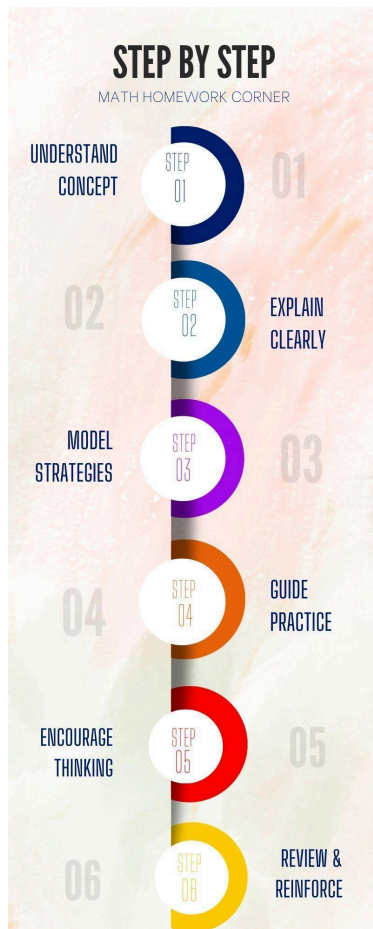 STEP BY STEP
MATH HOMEWORK CORNER
UNDERSTAND
CONCEPT
STEP
01
01
02
STEP
02
EXPLAIN
CLEARLY
MODEL
STRATEGIES
STEP
03
03
04
STEP
04
GUIDE
PRACTICE
ENCOURAGE
THINKING
STEP
05
05
06
STEP
06
REVIEW &
REINFORCE